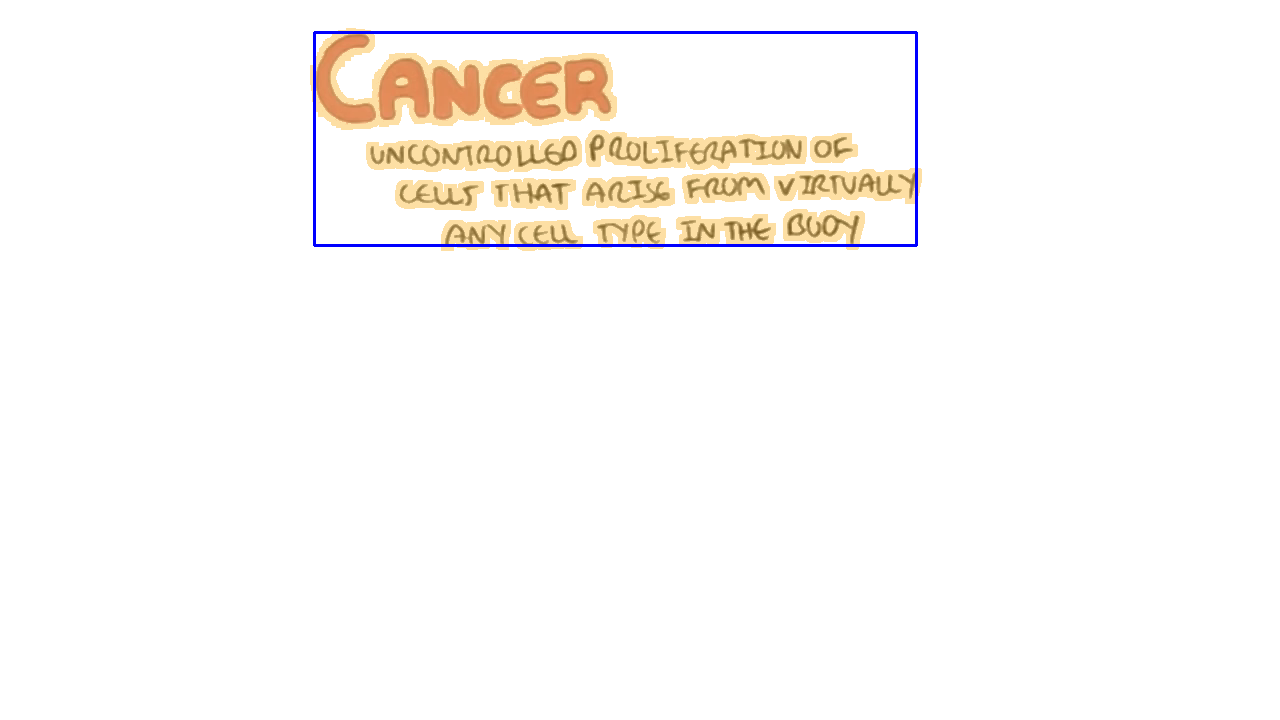 CANCER
UNCONTROLLED PROLIFERATION OF
CELLS THAT ARISE FROM VIRTUALLY
ANY CELL TYPE IN THE BODY